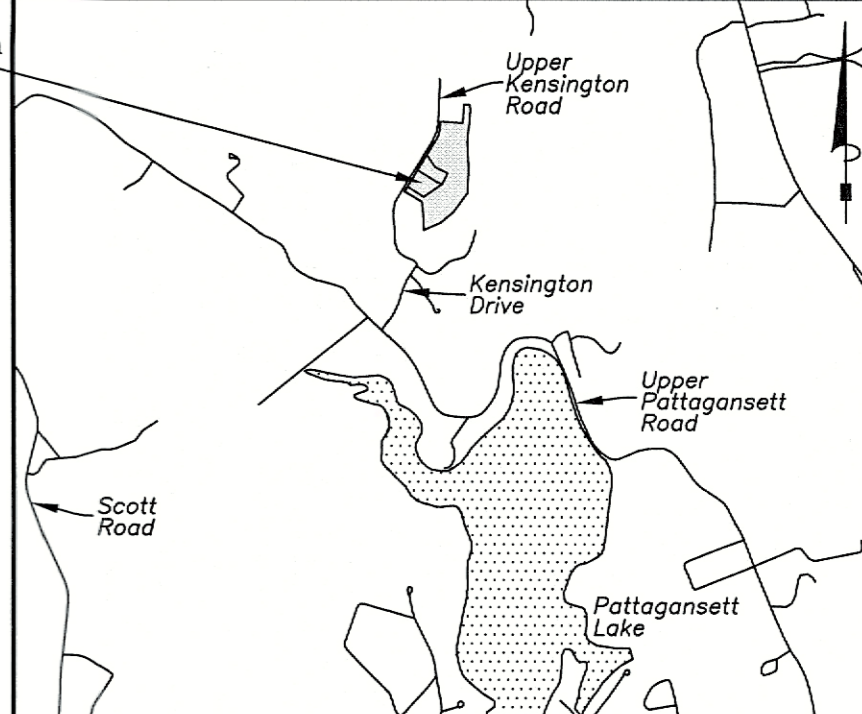 Upper
Kensington
Road
Kensington
Drive
Upper
Pattagansett
Road
Scott
Road
Pattagansett
Lake